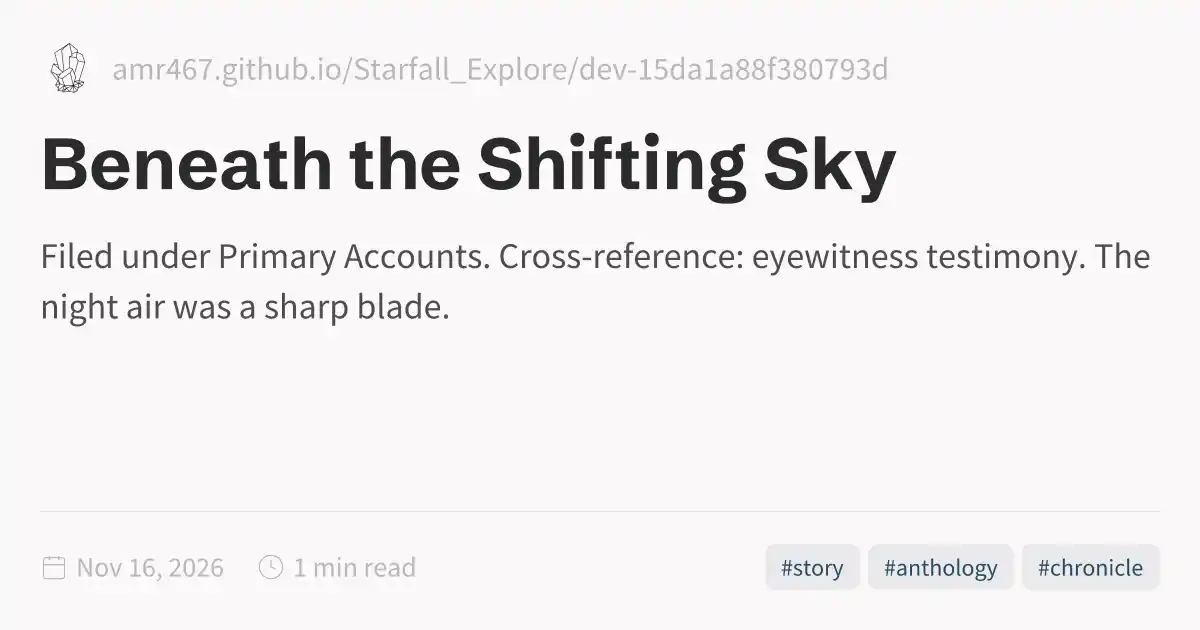 amr467.github.io/Starfall_Explore/dev-15da1a88f380793d
Beneath the Shifting Sky
Filed under Primary Accounts. Cross-reference: eyewitness testimony. The
night air was a sharp blade.
Nov 16, 2026 1 min read #story #anthology #chronicle